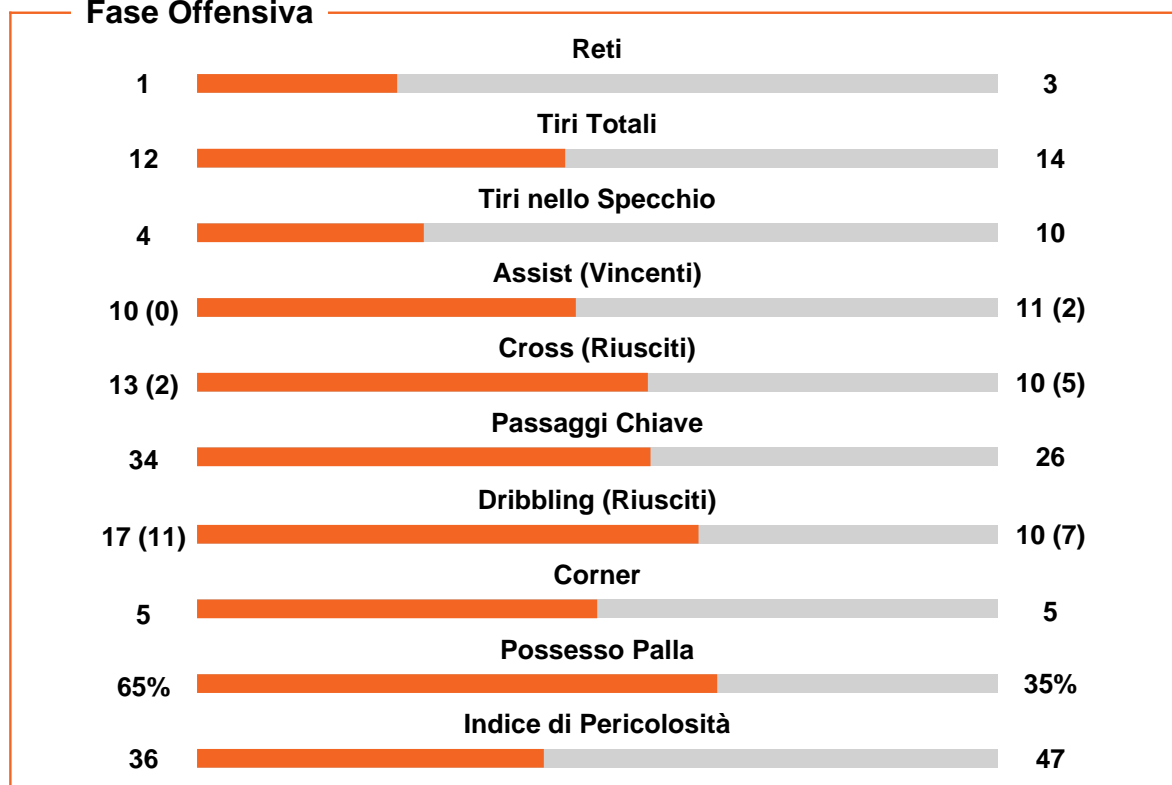 Fase Offensiva
Reti
1 3
Tiri Totali
12 14
Tiri nello Specchio
4 10
Assist (Vincenti)
10 (0) 11 (2)
Cross (Riusciti)
13 (2) 10 (5)
Passaggi Chiave
34 26
Dribbling (Riusciti)
17 (11) 10 (7)
Corner
5 5
Possesso Palla
65% 35%
Indice di Pericolosità
36 47